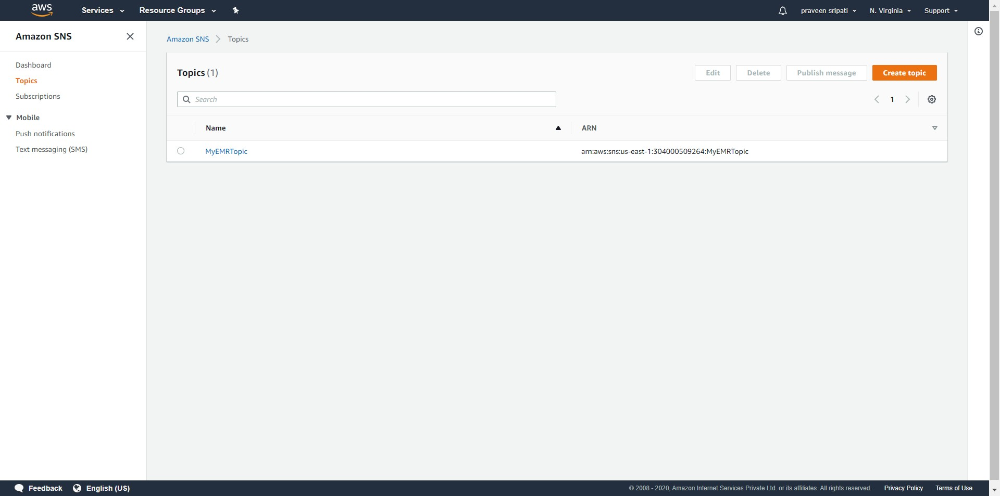 aws Services Resource Groups praveen sripati N. Virginia Support
Amazon SNS
Dashboard
Topics
Subscriptions
Mobile
Push notifications
Text messaging (SMS)
Amazon SNS Topics
Topics (1) Edit Delete Publish message Create topic
Search 1
Name ARN
MyEMRTopic arn:aws:sns:us-east-1:304000509264:MyEMRTopic
Feedback English (US) © 2008 - 2020, Amazon Internet Services Private Ltd. or its affiliates. All rights reserved. Privacy Policy Terms of Use